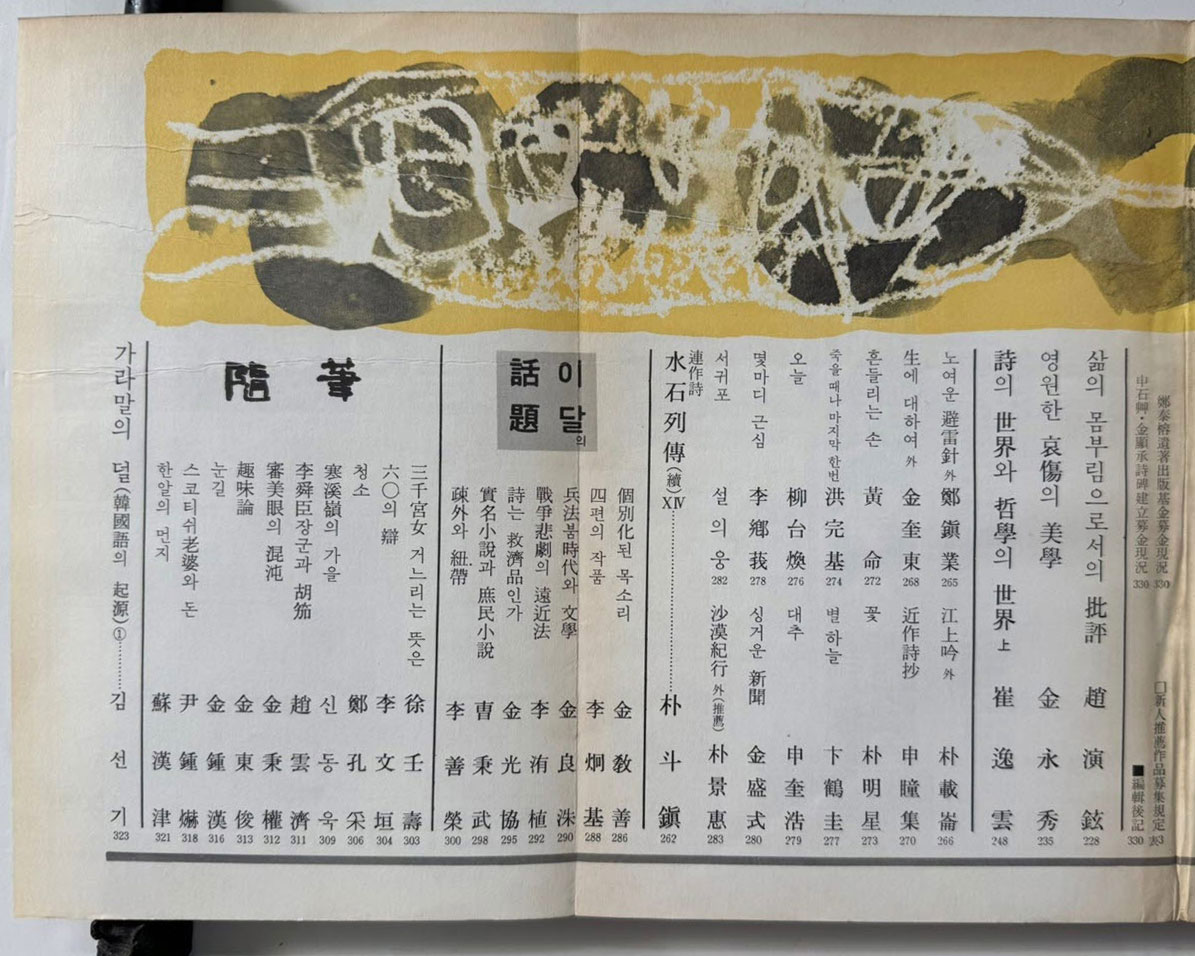 鄭泰榕遺著出版基金募金現況 330
申石艸・金顯承詩碑建立募金現況 330
□新人推薦作品募集規定 표3
■編輯後記 330
삶의 몸부림으로서의 批評 趙演鉉 228
영원한 哀傷의 美學 金永秀 235
詩의 世界와 哲學의 世界 上 崔逸雲 248
노여운 避雷針 外 鄭鎭業 265
江上吟 外 朴載崙 266
生에 대하여 外 金奎東 268
近作詩抄 申瞳集 270
흔들리는 손 黃命 272
꽃 朴明星 273
죽을 때나 마지막 한번 洪完基 274
별 하늘 卞鶴圭 277
오늘 柳台煥 276
대추 申奎浩 279
몇마디 근심 李鄕莪 278
싱거운 新聞 金盛式 280
서귀포 설의웅 282
沙漠紀行 外 (推薦) 朴景惠 283
連作詩
水石列傳(續) XIV 朴斗鎭 262
이달의
話題
個別化된 목소리 金敎善 286
四편의 작품 李炯基 288
兵法붐時代와 文學 金良洙 290
戰爭悲劇의 遠近法 李洧植 292
詩는 救濟品인가 金光協 295
實名小說과 庶民小說 曺秉武 298
疎外와 紐帶 李善榮 300
隨筆
三千宮女 거느리는 뜻은 徐壬壽 303
六〇의 辯 李文垣 304
청소 鄭孔采 306
寒溪嶺의 가을 신동욱 309
李舜臣장군과 胡笳 趙雲濟 311
審美眼의 混沌 金秉權 312
趣味論 金東俊 313
눈길 金鍾漢 316
스코티쉬老婆와 돈 尹鍾爀 318
한알의 먼지 蘇漢津 321
가라말의 덜(韓國語의 起源)① 김선기 323